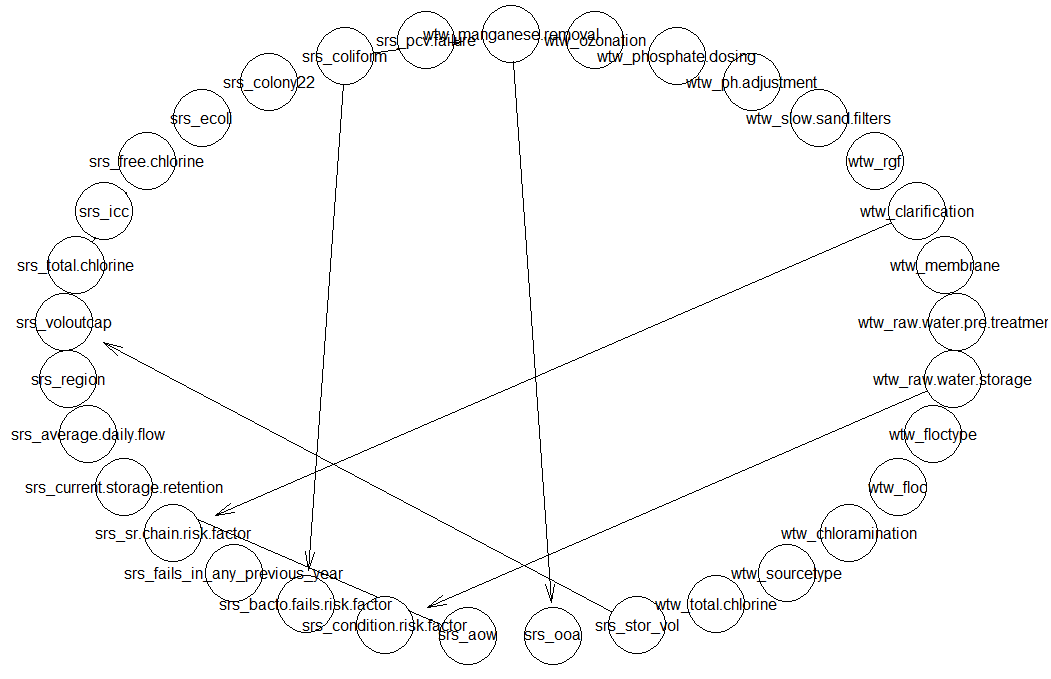 wtw_manganese.removal
srs_pcv.failure
wtw_ozonation
srs_coliform
wtw_phosphate.dosing
srs_colony22
wtw_ph.adjustment
srs_ecoli
wtw_slow.sand.filters
srs_free.chlorine
wtw_rgf
srs_icc
wtw_clarification
srs_total.chlorine
wtw_membrane
srs_voloutcap
wtw_raw.water.pre.treatmer
srs_region
wtw_raw.water.storage
srs_average.daily.flow
wtw_floctype
srs_current.storage.retention
wtw_floc
srs_sr.chain.risk.factor
wtw_chloramination
srs_fails_in_any_previous_year
wtw_sourcetype
srs_bacto.fails.risk.factor
wtw_total.chlorine
srs_condition.risk.factor
srs_stor_vol
srs_aow
srs_ooa